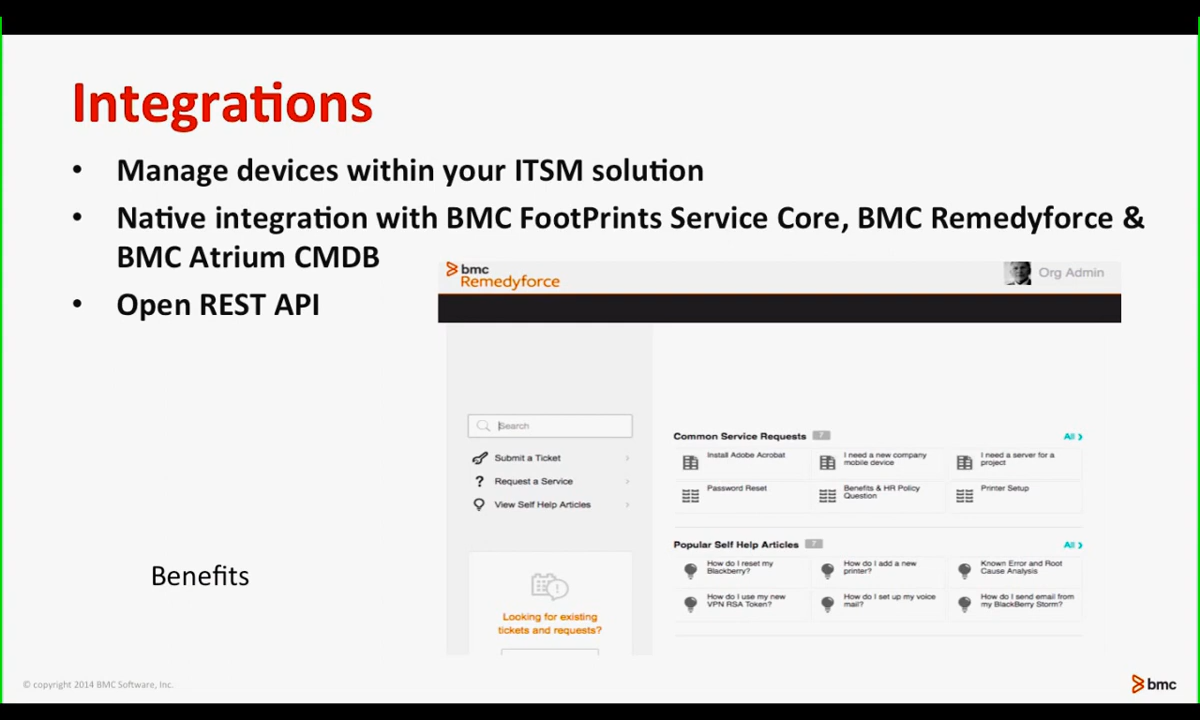 Integrations
• Manage devices within your ITSM solution
• Native integration with BMC FootPrints Service Core, BMC Remedyforce &
BMC Atrium CMDB
• Open REST API
bmc
Remedyforce
Org Admin
Search
Submit a Ticket
? Request a Service
View Self Help Articles
Looking for existing
tickets and requests?
Common Service Requests 7
All
Install Adobe Acrobat
I need a new company
mobile device
I need a server for a
project
Password Reset
Benefits & HR Policy
Question
Printer Setup
Popular Self Help Articles 7
All
How do I reset my
Blackberry?
How do I add a new
printer?
Known Error and Root
Cause Analysis
How do I use my new
VPN RSA Token?
How do I set up my voice
mail?
How do I send email from
my BlackBerry Storm?
Benefits
© copyright 2014 BMC Software, Inc.
bmc